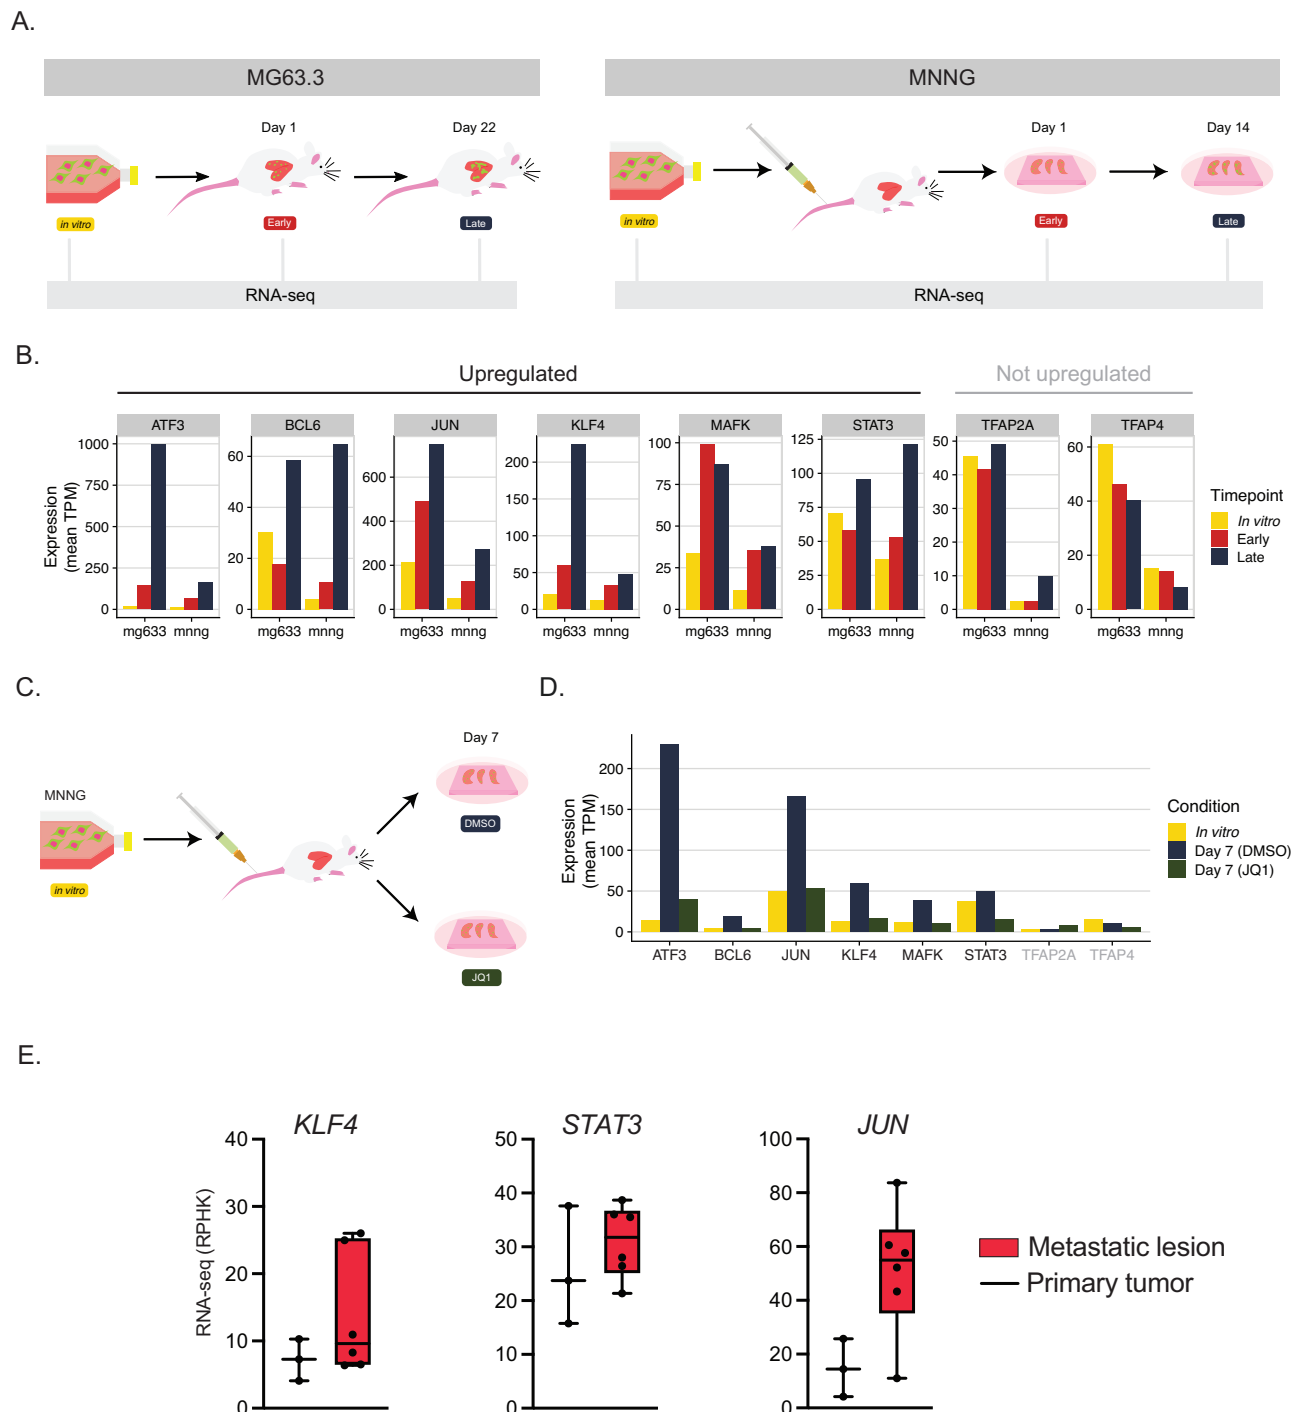 A.
MG63.3
MNNG
Day 1
Day 22
Day 1
Day 14
in vitro
Early
Late
in vitro
Early
Late
RNA-seq
RNA-seq
B.
Upregulated
Not upregulated
ATF3
BCL6
JUN
KLF4
MAFK
STAT3
TFAP2A
TFAP4
Expression
(mean TPM)
1000
750
500
250
0
60
40
20
0
600
400
200
0
200
150
100
50
0
100
75
50
25
0
125
100
75
50
25
0
50
40
30
20
10
0
60
40
20
0
mg633 mnng
mg633 mnng
mg633 mnng
mg633 mnng
mg633 mnng
mg633 mnng
mg633 mnng
mg633 mnng
Timepoint
In vitro
Early
Late
C.
MNNG
in vitro
Day 7
DMSO
JQ1
D.
Expression
(mean TPM)
200
150
100
50
0
ATF3 BCL6 JUN KLF4 MAFK STAT3 TFAP2A TFAP4
Condition
In vitro
Day 7 (DMSO)
Day 7 (JQ1)
E.
KLF4
STAT3
JUN
RNA-seq (RPHK)
40
30
20
10
0
50
40
30
20
10
0
100
80
60
40
20
0
Metastatic lesion
Primary tumor